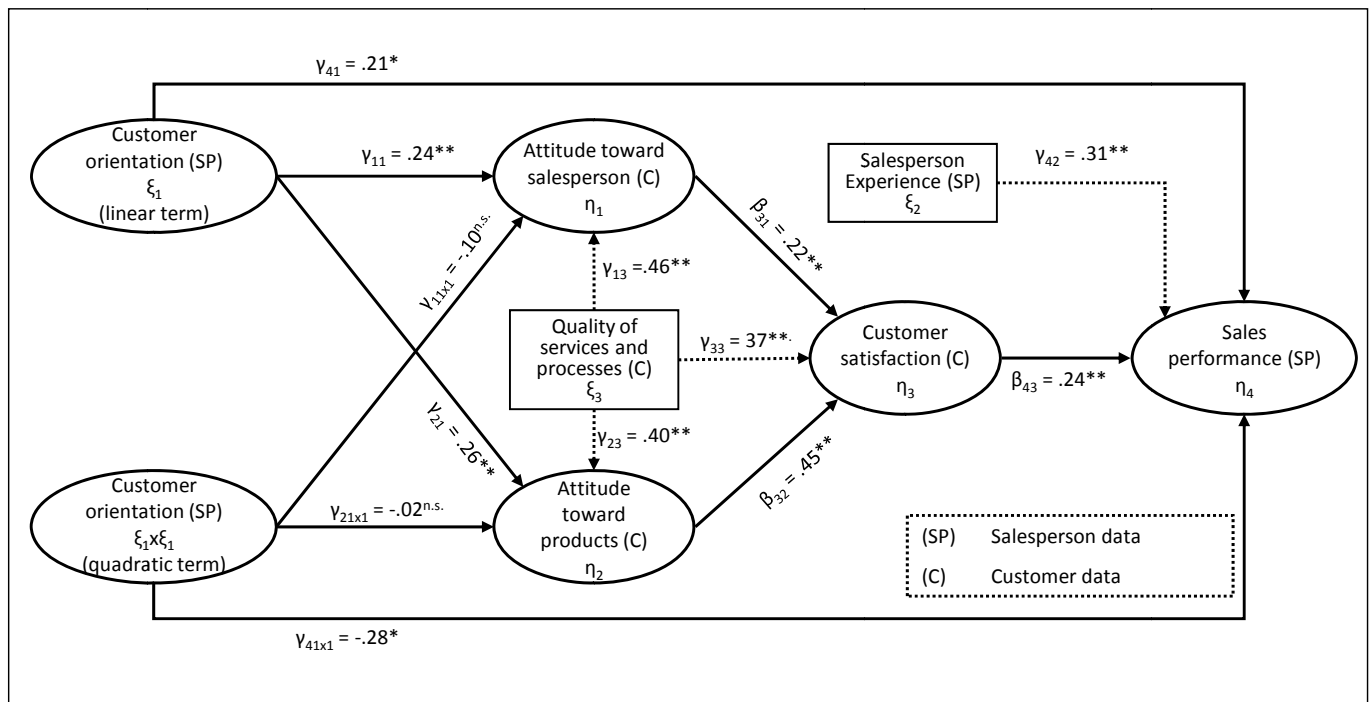 γ41 = .21*
Customer
orientation (SP)
ξ1
(linear term)
γ11 = .24**
Attitude toward
salesperson (C)
η1
Salesperson
Experience (SP)
ξ2
γ42 = .31**
γ11x1 = -.10n.s.
γ13 =.46**
β31 = .22**
Quality of
services and
processes (C)
ξ3
γ33 = 37**.
Customer
satisfaction (C)
η3
β43 = .24**
Sales
performance (SP)
η4
γ21 = .26**
γ23 = .40**
β32 = .45**
Customer
orientation (SP)
ξ1xξ1
(quadratic term)
γ21x1 = -.02n.s.
Attitude
toward
products (C)
η2
(SP) Salesperson data
(C) Customer data
γ41x1 = -.28*